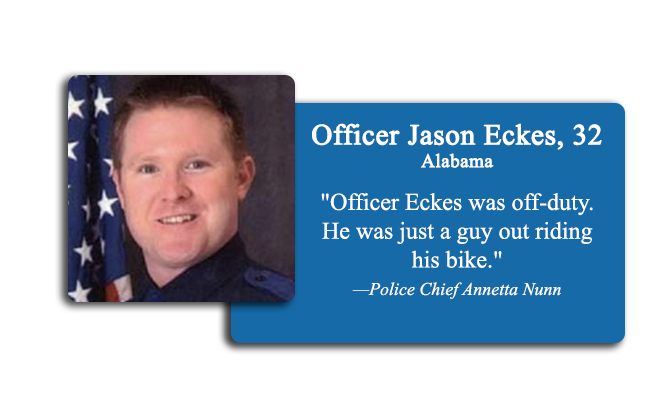 Officer Jason Eckes, 32
Alabama
"Officer Eckes was off-duty.
He was just a guy out riding
his bike."
—Police Chief Annetta Nunn